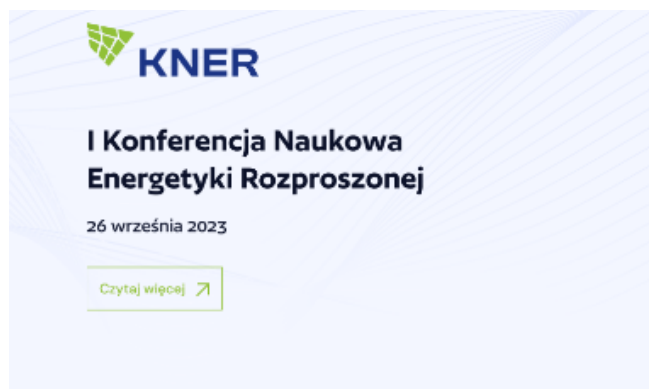 KNER
I Konferencja Naukowa
Energetyki Rozproszonej
26 września 2023
Czytaj więcej